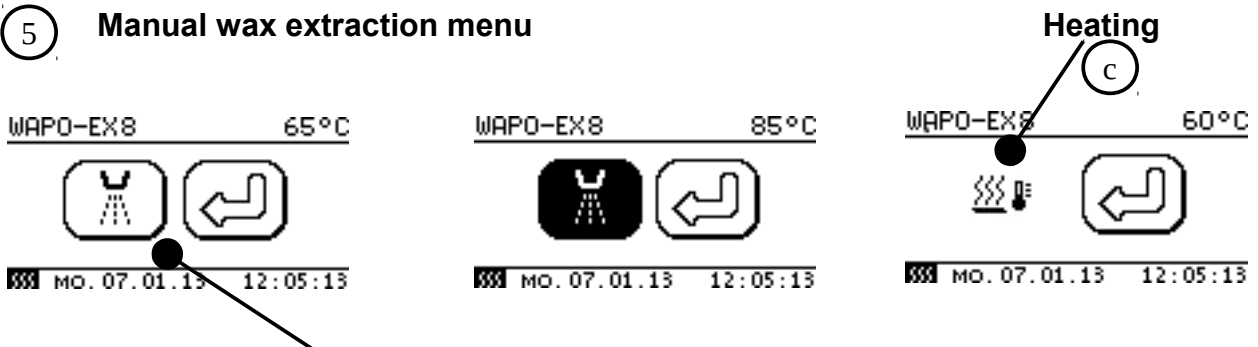 5 Manual wax extraction menu Heating
c
WAPO-EX8 65°C WAPO-EX8 85°C WAPO-EX8 60°C
MO. 07.01.13 12:05:13 MO. 07.01.13 12:05:13 MO. 07.01.13 12:05:13